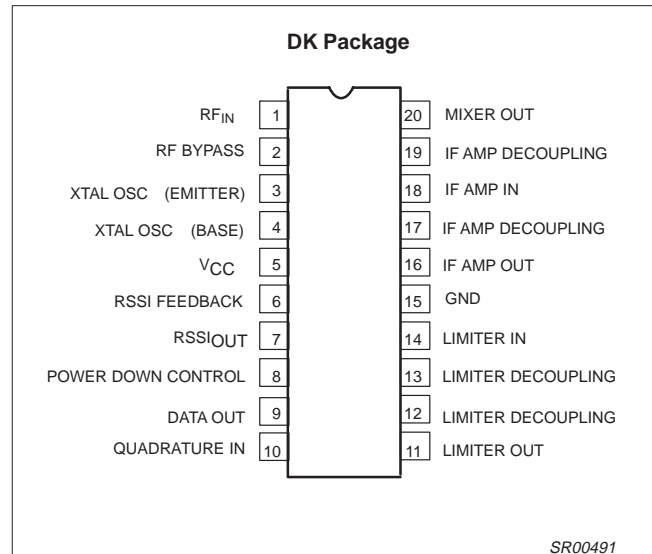 DK Package
RFIN 1
RF BYPASS 2
XTAL OSC (EMITTER) 3
XTAL OSC (BASE) 4
VCC 5
RSSI FEEDBACK 6
RSSIOUT 7
POWER DOWN CONTROL 8
DATA OUT 9
QUADRATURE IN 10
20 MIXER OUT
19 IF AMP DECOUPLING
18 IF AMP IN
17 IF AMP DECOUPLING
16 IF AMP OUT
15 GND
14 LIMITER IN
13 LIMITER DECOUPLING
12 LIMITER DECOUPLING
11 LIMITER OUT
SR00491